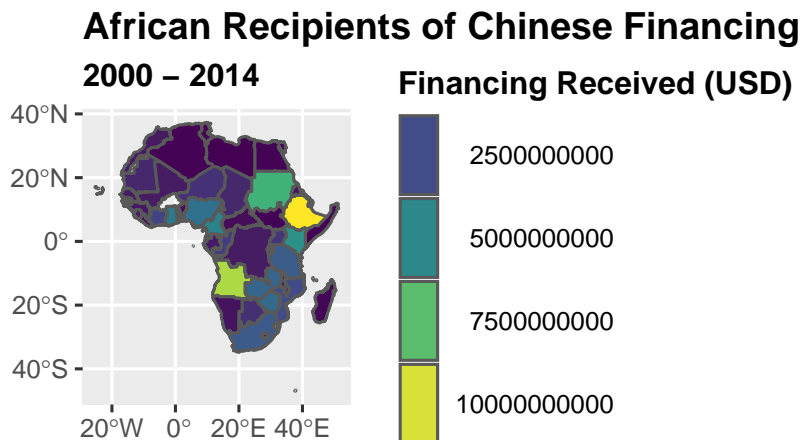 African Recipients of Chinese Financing
2000 – 2014
Financing Received (USD)
40°N
20°N
0°
20°S
40°S
20°W 0° 20°E 40°E
2500000000
5000000000
7500000000
10000000000